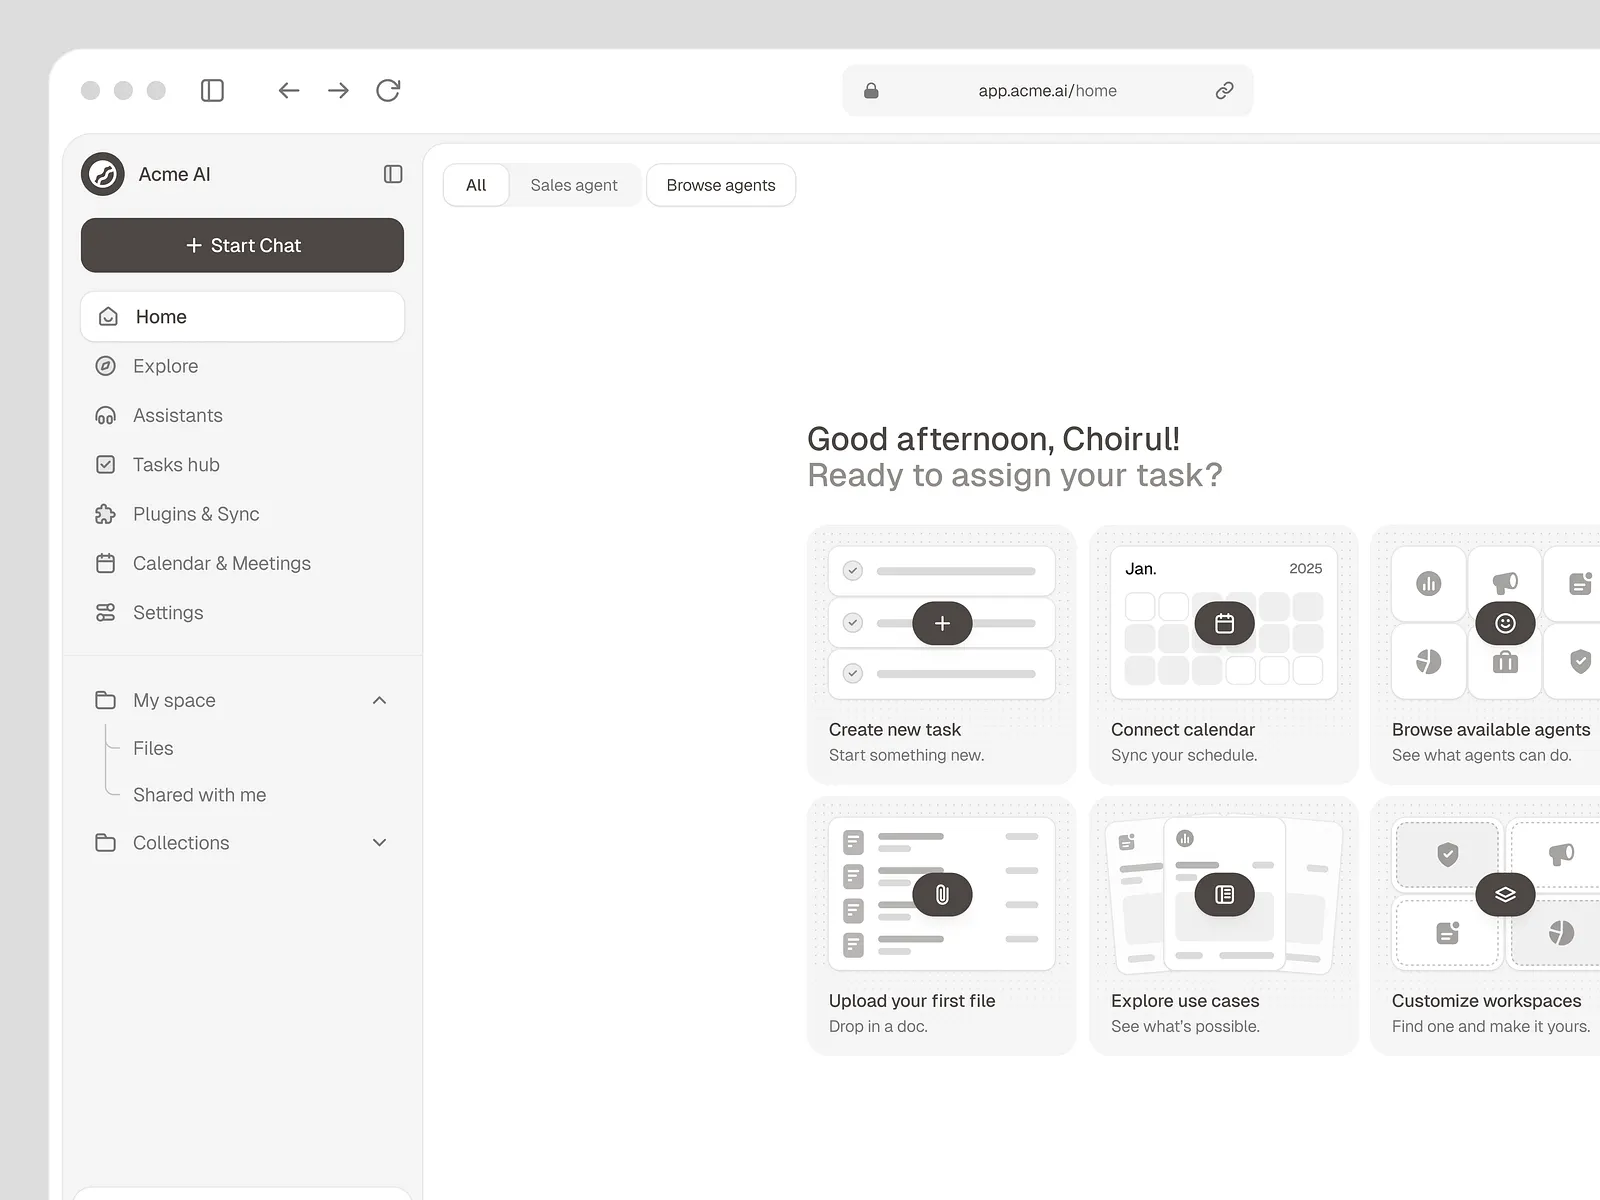 app.acme.ai/home
Acme AI
+ Start Chat
Home
Explore
Assistants
Tasks hub
Plugins & Sync
Calendar & Meetings
Settings
My space
Files
Shared with me
Collections
All
Sales agent
Browse agents
Good afternoon, Choirul!
Ready to assign your task?
Create new task
Start something new.
Jan.
2025
Connect calendar
Sync your schedule.
Browse available agents
See what agents can do.
Upload your first file
Drop in a doc.
Explore use cases
See what's possible.
Customize workspaces
Find one and make it yours.